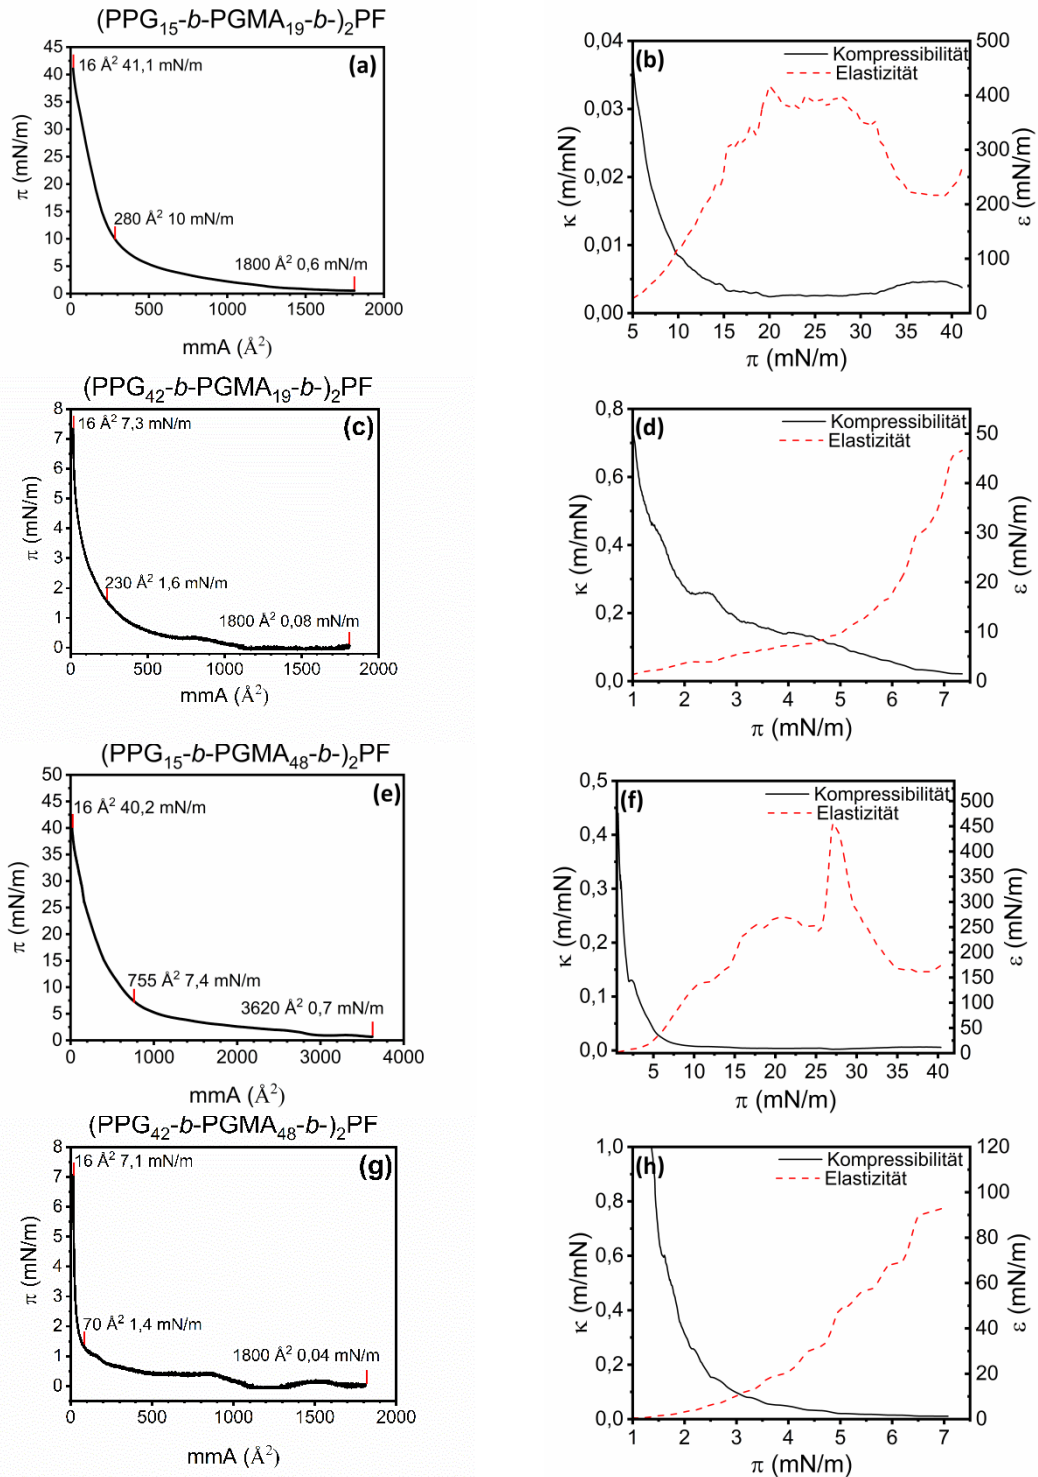 (PPG₁₅-b-PGMA₁₉-b-)₂PF
(a)
16 Å² 41,1 mN/m
280 Å² 10 mN/m
1800 Å² 0,6 mN/m
45
40
35
30
25
20
15
10
5
0
π (mN/m)
0 500 1000 1500 2000
mmA (Å²)
(b)
Kompressibilität
Elastizität
0,04
0,03
0,02
0,01
0,00
κ (m/mN)
500
400
300
200
100
0
ε (mN/m)
5 10 15 20 25 30 35 40
π (mN/m)
(PPG₄₂-b-PGMA₁₉-b-)₂PF
(c)
16 Å² 7,3 mN/m
230 Å² 1,6 mN/m
1800 Å² 0,08 mN/m
8
7
6
5
4
3
2
1
0
π (mN/m)
0 500 1000 1500 2000
mmA (Å²)
(d)
Kompressibilität
Elastizität
0,8
0,6
0,4
0,2
0,0
κ (m/mN)
50
40
30
20
10
0
ε (mN/m)
1 2 3 4 5 6 7
π (mN/m)
(PPG₁₅-b-PGMA₄₈-b-)₂PF
(e)
16 Å² 40,2 mN/m
755 Å² 7,4 mN/m
3620 Å² 0,7 mN/m
50
45
40
35
30
25
20
15
10
5
0
π (mN/m)
0 1000 2000 3000 4000
mmA (Å²)
(f)
Kompressibilität
Elastizität
0,5
0,4
0,3
0,2
0,1
0,0
κ (m/mN)
500
450
400
350
300
250
200
150
100
50
0
ε (mN/m)
5 10 15 20 25 30 35 40
π (mN/m)
(PPG₄₂-b-PGMA₄₈-b-)₂PF
(g)
16 Å² 7,1 mN/m
70 Å² 1,4 mN/m
1800 Å² 0,04 mN/m
8
7
6
5
4
3
2
1
0
π (mN/m)
0 500 1000 1500 2000
mmA (Å²)
(h)
Kompressibilität
Elastizität
1,0
0,8
0,6
0,4
0,2
0,0
κ (m/mN)
120
100
80
60
40
20
0
ε (mN/m)
1 2 3 4 5 6 7
π (mN/m)